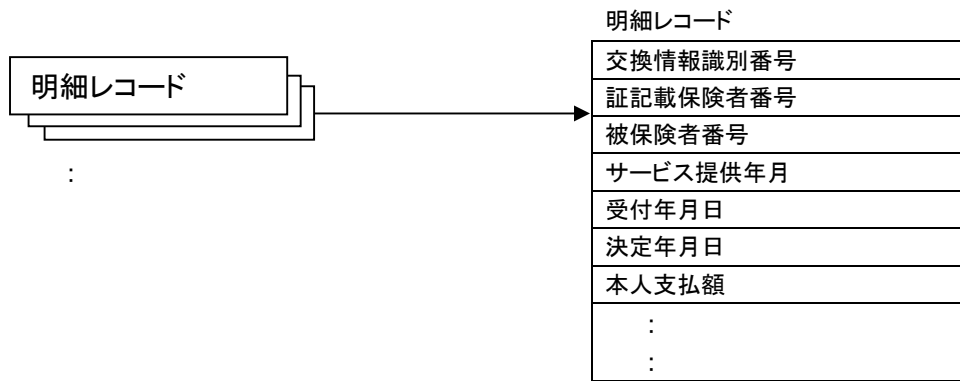 明細レコード
:
明細レコード
交換情報識別番号
証記載保険者番号
被保険者番号
サービス提供年月
受付年月日
決定年月日
本人支払額
:
: